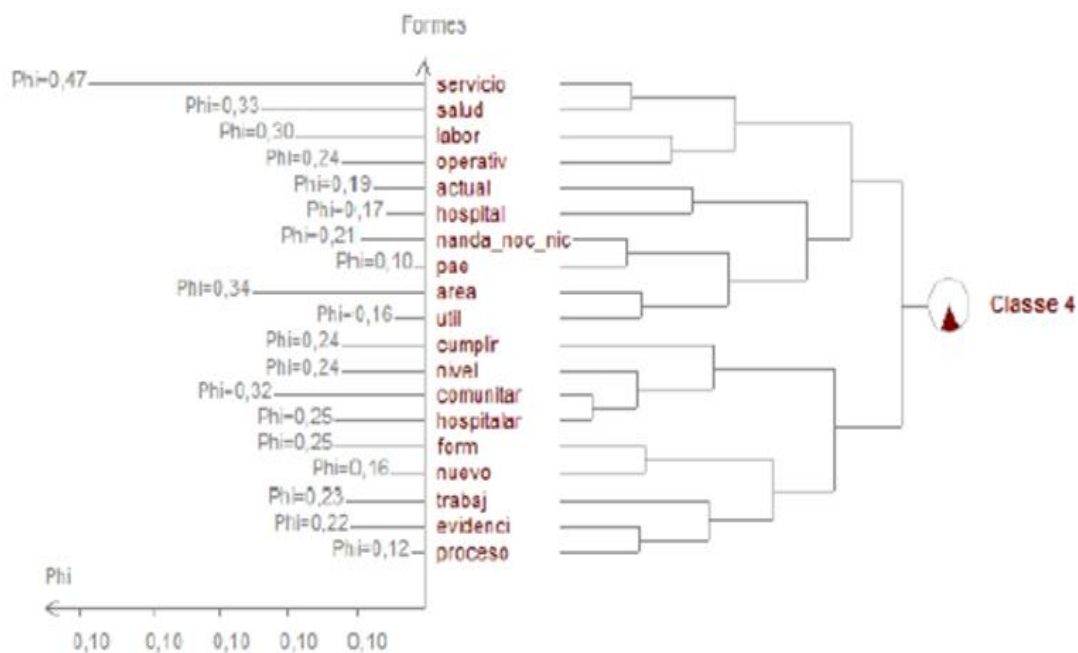 Formes
Phi=0,47 servicio
Phi=0,33 salud
Phi=0,30 labor
Phi=0,24 operativ
Phi=0,19 actual
Phi=0,17 hospital
Phi=0,21 nanda_noc_nic
Phi=0,10 pae
Phi=0,34 area
Phi=0,16 util
Phi=0,24 cumplir
Phi=0,24 nivel
Phi=0,32 comunitar
Phi=0,25 hospitalar
Phi=0,25 form
Phi=0,16 nuevo
Phi=0,23 trabaj
Phi=0,22 evidenci
Phi=0,12 proceso
Classe 4
Phi
0,10 0,10 0,10 0,10 0,10